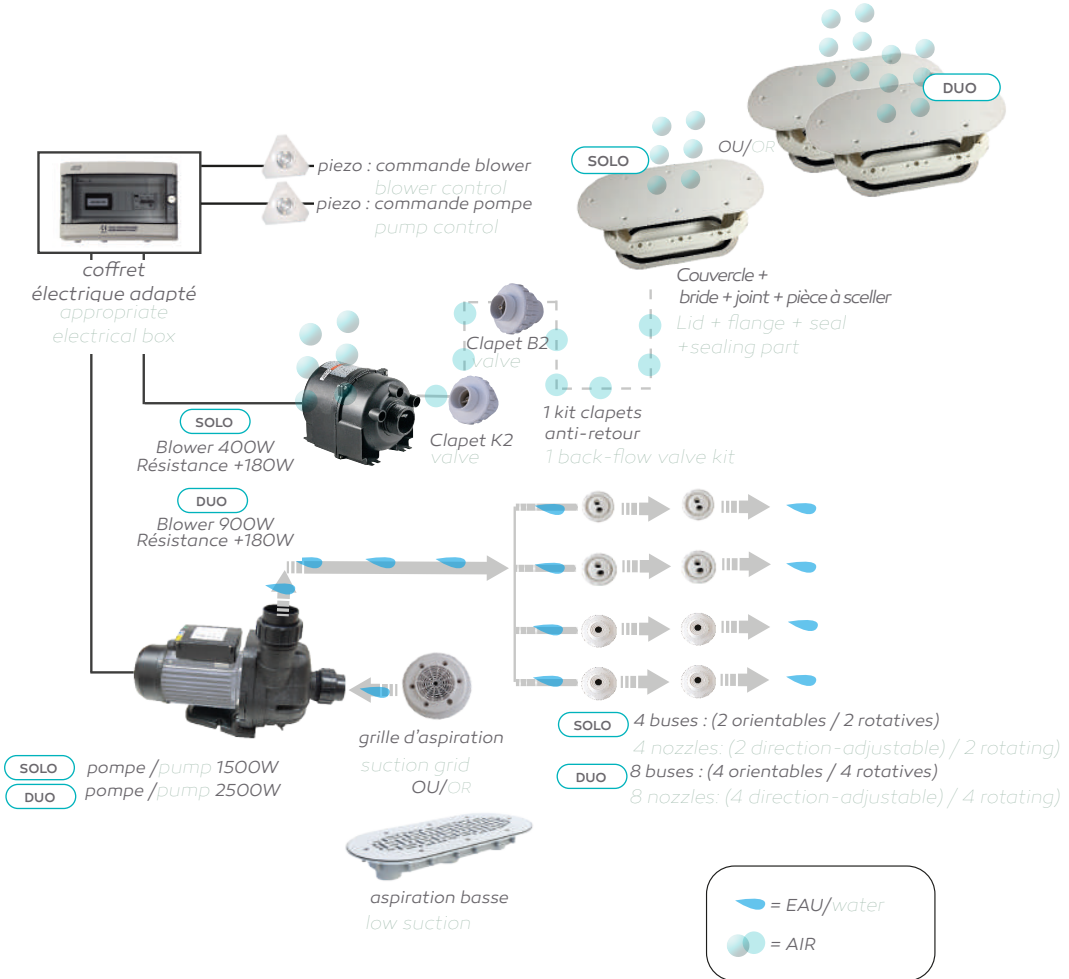 DUO
SOLO
OU/OR
piezo : commande blower
blower control
piezo : commande pompe
pump control
coffret
électrique adapté
appropriate
electrical box
Couvercle +
bride + joint + pièce à sceller
Lid + flange + seal
+sealing part
Clapet B2
valve
Clapet K2
valve
1 kit clapets
anti-retour
1 back-flow valve kit
SOLO
Blower 400W
Résistance +180W
DUO
Blower 900W
Résistance +180W
grille d'aspiration
suction grid
OU/OR
SOLO pompe /pump 1500W
DUO pompe /pump 2500W
SOLO 4 buses : (2 orientables / 2 rotatives)
4 nozzles: (2 direction-adjustable) / 2 rotating)
DUO 8 buses : (4 orientables / 4 rotatives)
8 nozzles: (4 direction-adjustable) / 4 rotating)
aspiration basse
low suction
= EAU/water
= AIR